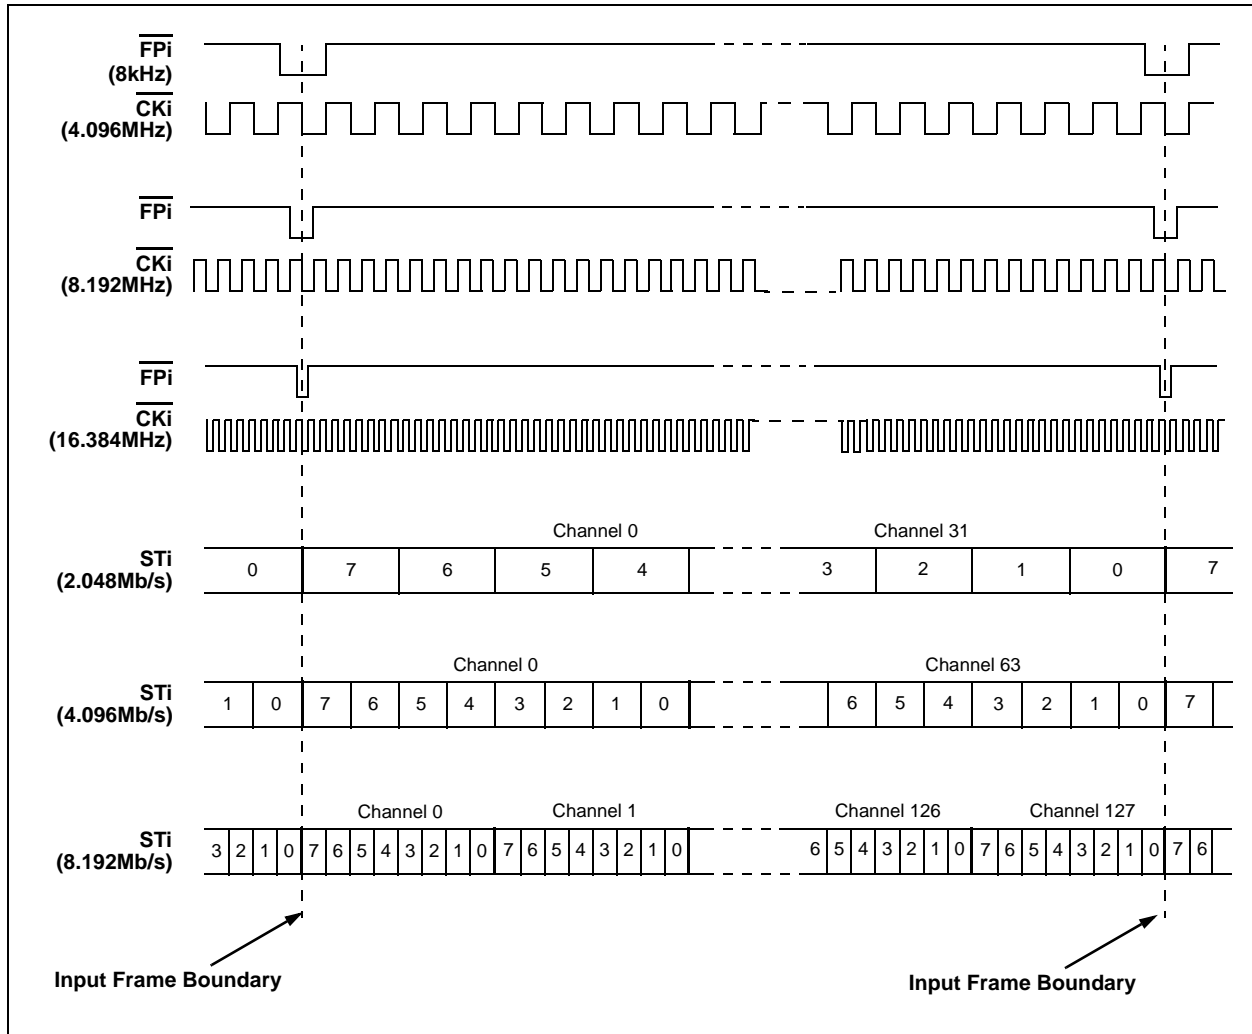 FPi
(8kHz)
CKi
(4.096MHz)
FPi
CKi
(8.192MHz)
FPi
CKi
(16.384MHz)
Channel 0 Channel 31
STi
(2.048Mb/s)
0 7 6 5 4 3 2 1 0 7
Channel 0 Channel 63
STi
(4.096Mb/s)
1 0 7 6 5 4 3 2 1 0 6 5 4 3 2 1 0 7
Channel 0 Channel 1 Channel 126 Channel 127
STi
(8.192Mb/s)
3 2 1 0 7 6 5 4 3 2 1 0 7 6 5 4 3 2 1 0 6 5 4 3 2 1 0 7 6 5 4 3 2 1 0 7 6
Input Frame Boundary
Input Frame Boundary